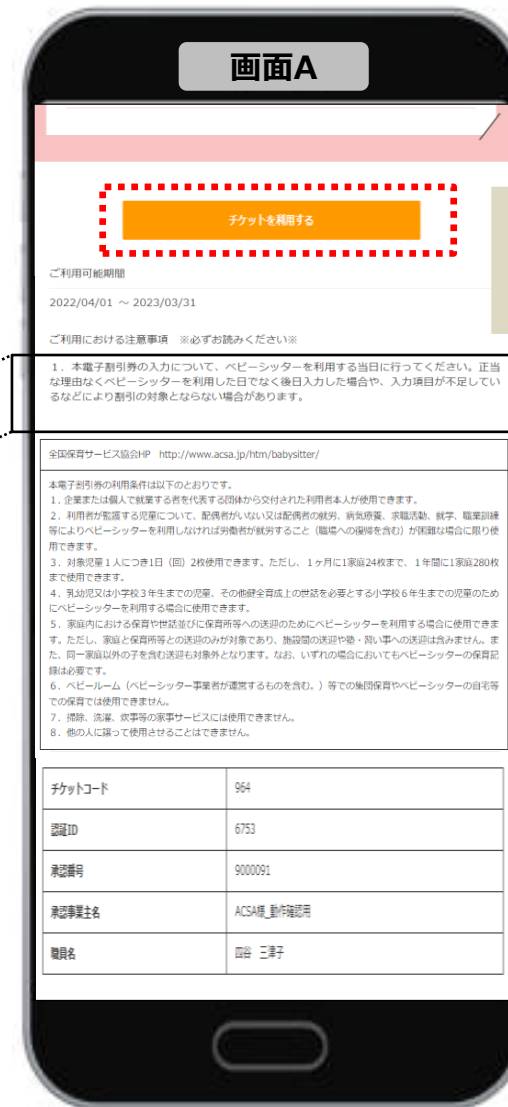 画面A
チケットを利用する
ご利用可能期間
2022/04/01 ～ 2023/03/31
ご利用における注意事項　※必ずお読みください※
１．本電子割引券の入力について、ベビーシッターを利用する当日に行ってください。正当
な理由なくベビーシッターを利用した日でなく後日入力した場合や、入力項目が不足してい
るなどにより割引の対象とならない場合があります。
全国保育サービス協会HP　http://www.acsa.jp/htm/babysitter/
本電子割引券の利用条件は以下のとおりです。
１．企業または個人で就業する者を代表する団体から交付された利用者本人が使用できます。
２．利用者が監護する児童について、配偶者がいない又は配偶者の就労、病気療養、求職活動、就学、職業訓練
等によりベビーシッターを利用しなければ労働者が就労すること（職場への復帰を含む）が困難な場合に限り使
用できます。
３．対象児童１人につき1日（回）2枚使用できます。ただし、１ヶ月に1家庭24枚まで、１年間に1家庭280枚
まで使用できます。
４．乳幼児又は小学校３年生までの児童、その他健全育成上の世話を必要とする小学校６年生までの児童のため
にベビーシッターを利用する場合に使用できます。
５．家庭内における保育や世話並びに保育所等への送迎のためにベビーシッターを利用する場合に使用できま
す。ただし、家庭と保育所等との送迎のみが対象であり、施設間の送迎や塾・習い事への送迎は含みません。ま
た、同一家庭以外の子を含む送迎も対象外となります。なお、いずれの場合においてもベビーシッターの保育記
録は必要です。
６．ベビールーム（ベビーシッター事業者が運営するものを含む。）等での集団保育やベビーシッターの自宅等
での保育では使用できません。
７．掃除、洗濯、炊事等の家事サービスには使用できません。
８．他の人に譲って使用させることはできません。
チケットコード　964
認証ID　6753
承認番号　9000091
承認事業主名　ACSA様_動作確認用
職員名　四谷　三津子